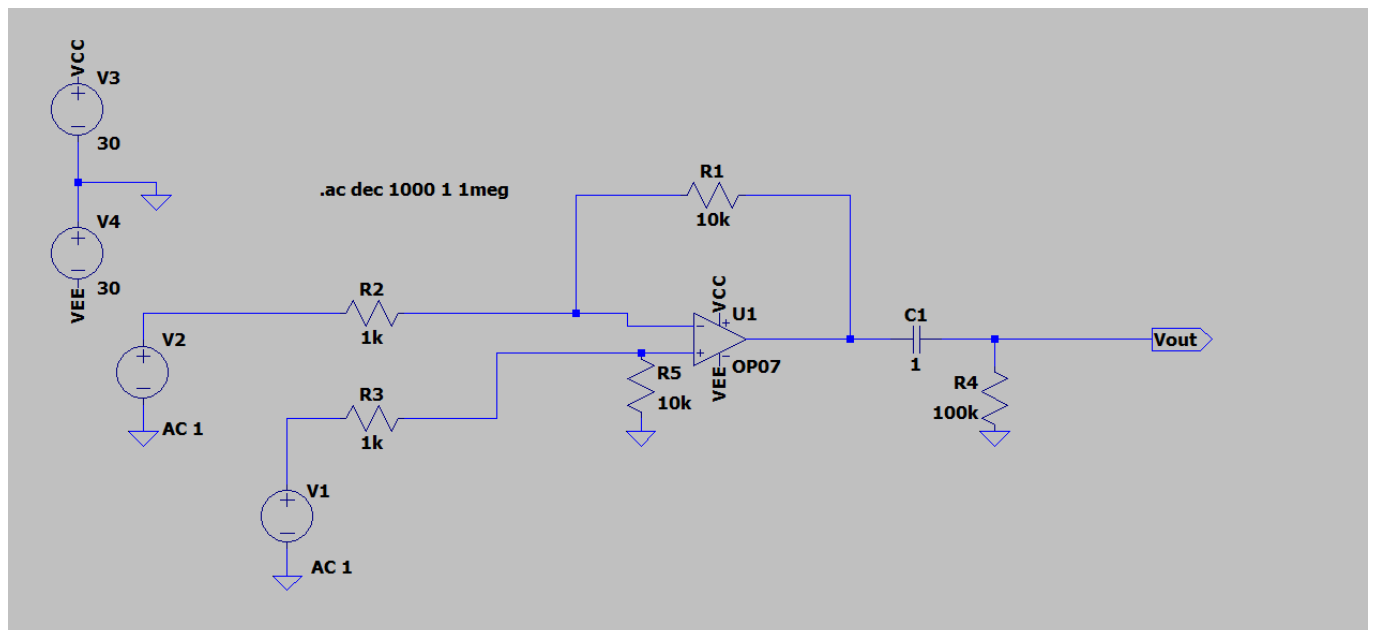 VCC
V3
30
.ac dec 1000 1 1meg
V4
30
VEE
R1
10k
R2
1k
V2
AC 1
R3
1k
V1
AC 1
VCC
U1
OP07
VEE
R5
10k
C1
1
R4
100k
Vout